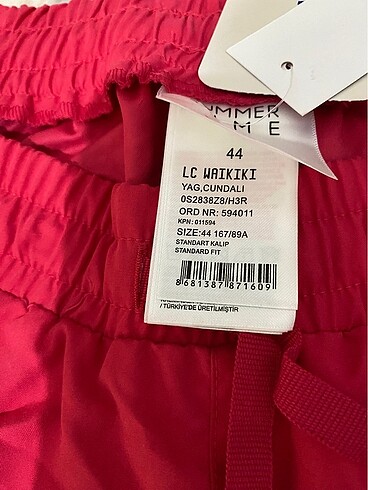 44
LC WAIKIKI
YAG,CUNDALI
0S2838Z8/H3R
ORD NR: 594011
KPN: 011594
SIZE:44 167/89A
STANDART KALIP
STANDARD FIT
8681387871609
/ TÜRKİYE'DE ÜRETİLMİŞTİR